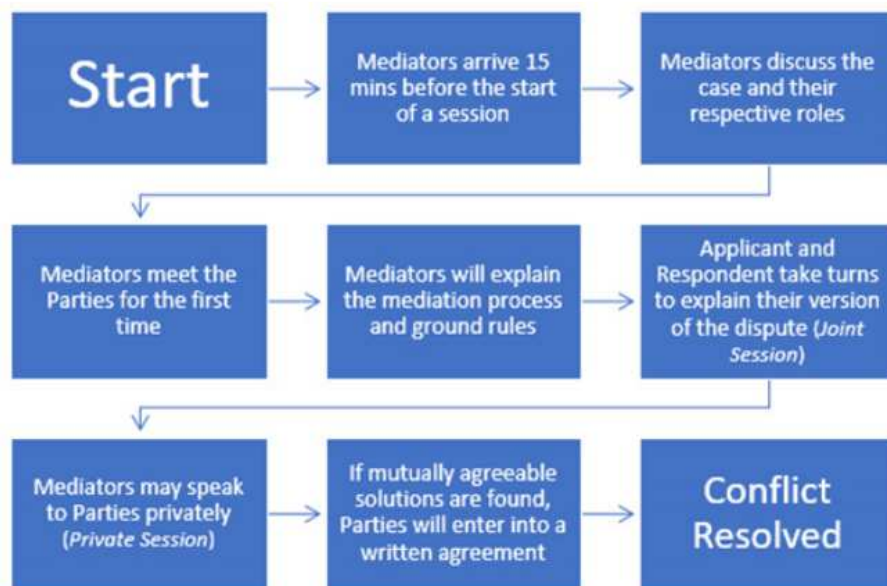 Start
Mediators arrive 15
mins before the start
of a session
Mediators discuss the
case and their
respective roles
Mediators meet the
Parties for the first
time
Mediators will explain
the mediation process
and ground rules
Applicant and
Respondent take turns
to explain their version
of the dispute (Joint
Session)
Mediators may speak
to Parties privately
(Private Session)
If mutually agreeable
solutions are found,
Parties will enter into a
written agreement
Conflict
Resolved